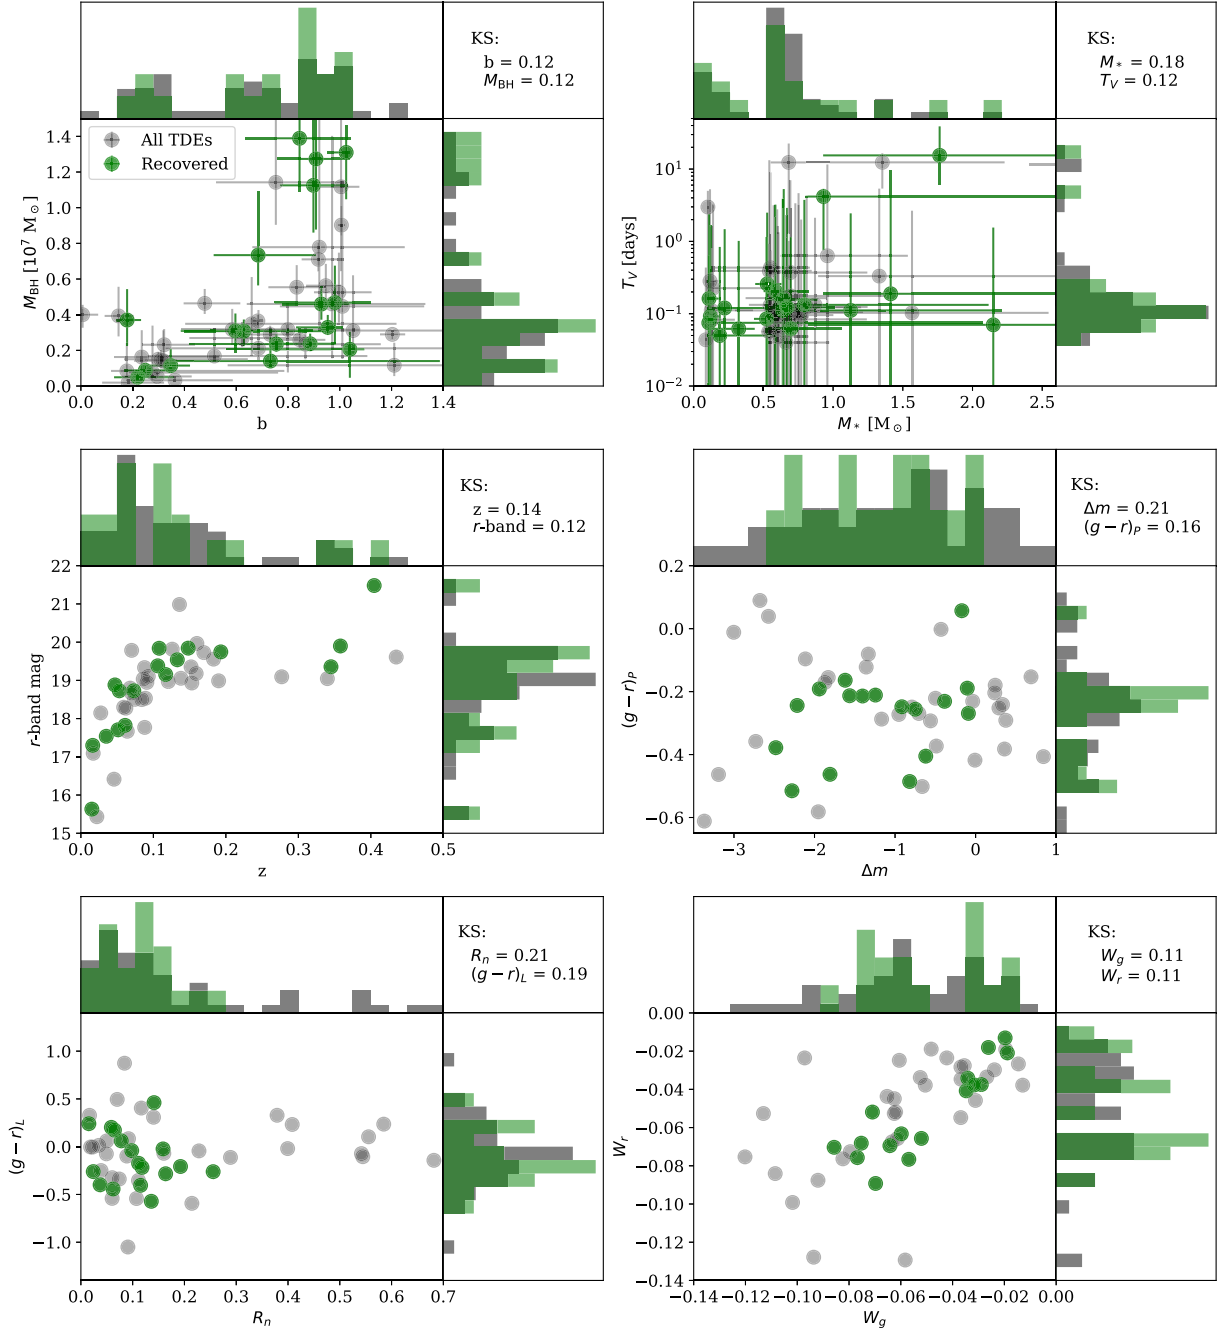 KS:
b = 0.12
M_BH = 0.12
All TDEs
Recovered
1.4
1.2
1.0
0.8
0.6
0.4
0.2
0.0
M_BH [10^7 M_⊙]
0.0 0.2 0.4 0.6 0.8 1.0 1.2 1.4
b
KS:
M_* = 0.18
T_V = 0.12
10^1
10^0
10^−1
10^−2
T_V [days]
0.0 0.5 1.0 1.5 2.0 2.5
M_* [M_⊙]
KS:
z = 0.14
r-band = 0.12
22
21
20
19
18
17
16
15
r-band mag
0.0 0.1 0.2 0.3 0.4 0.5
z
KS:
Δm = 0.21
(g−r)_P = 0.16
0.2
0.0
−0.2
−0.4
−0.6
(g−r)_P
−3 −2 −1 0 1
Δm
KS:
R_n = 0.21
(g−r)_L = 0.19
1.0
0.5
0.0
−0.5
−1.0
(g−r)_L
0.0 0.1 0.2 0.3 0.4 0.5 0.6 0.7
R_n
KS:
W_g = 0.11
W_r = 0.11
0.00
−0.02
−0.04
−0.06
−0.08
−0.10
−0.12
−0.14
W_r
−0.14 −0.12 −0.10 −0.08 −0.06 −0.04 −0.02 0.00
W_g